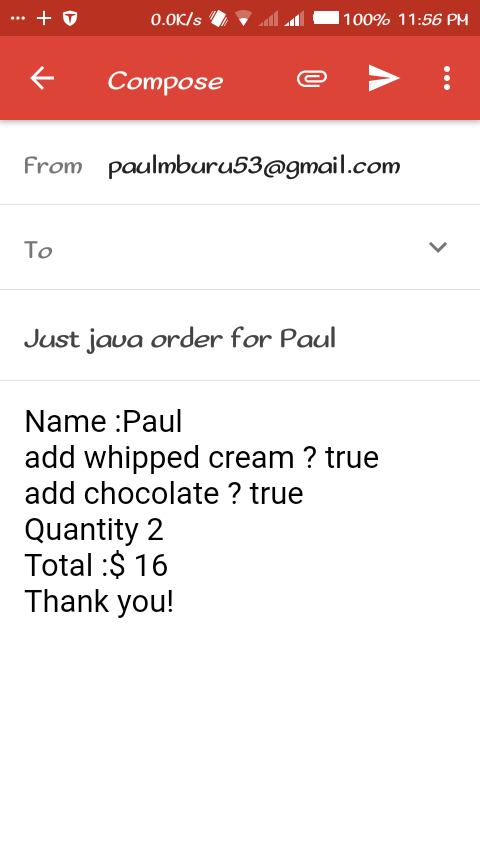 0.0K/s 100% 11:56 PM
Compose
From paulmburu53@gmail.com
To
Just java order for Paul
Name :Paul
add whipped cream ? true
add chocolate ? true
Quantity 2
Total :$ 16
Thank you!